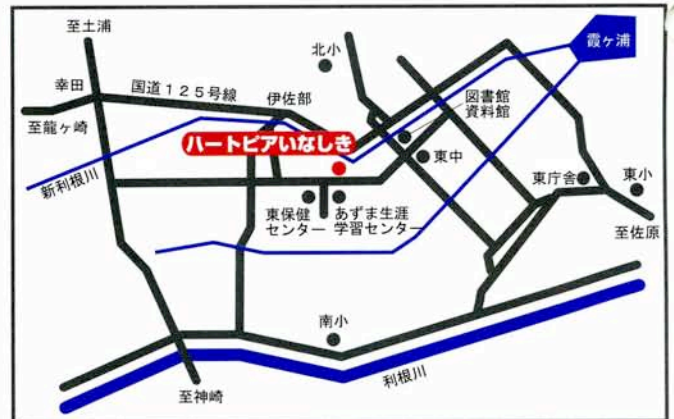 至土浦
北小
霞ヶ浦
幸田
国道125号線
伊佐部
図書館
資料館
至龍ヶ崎
ハートピアいなしき
東中
新利根川
東庁舎
東小
東保健
センター
あずま生涯
学習センター
至佐原
南小
利根川
至神崎